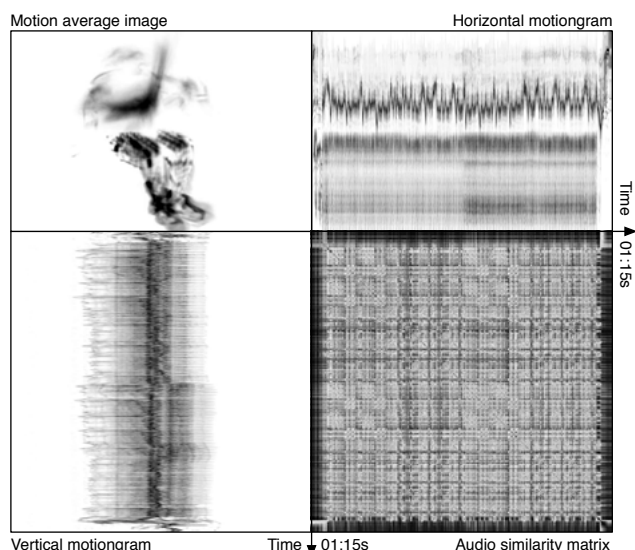 Motion average image
Horizontal motiongram
Time
01:15s
Vertical motiongram
Time
01:15s
Audio similarity matrix